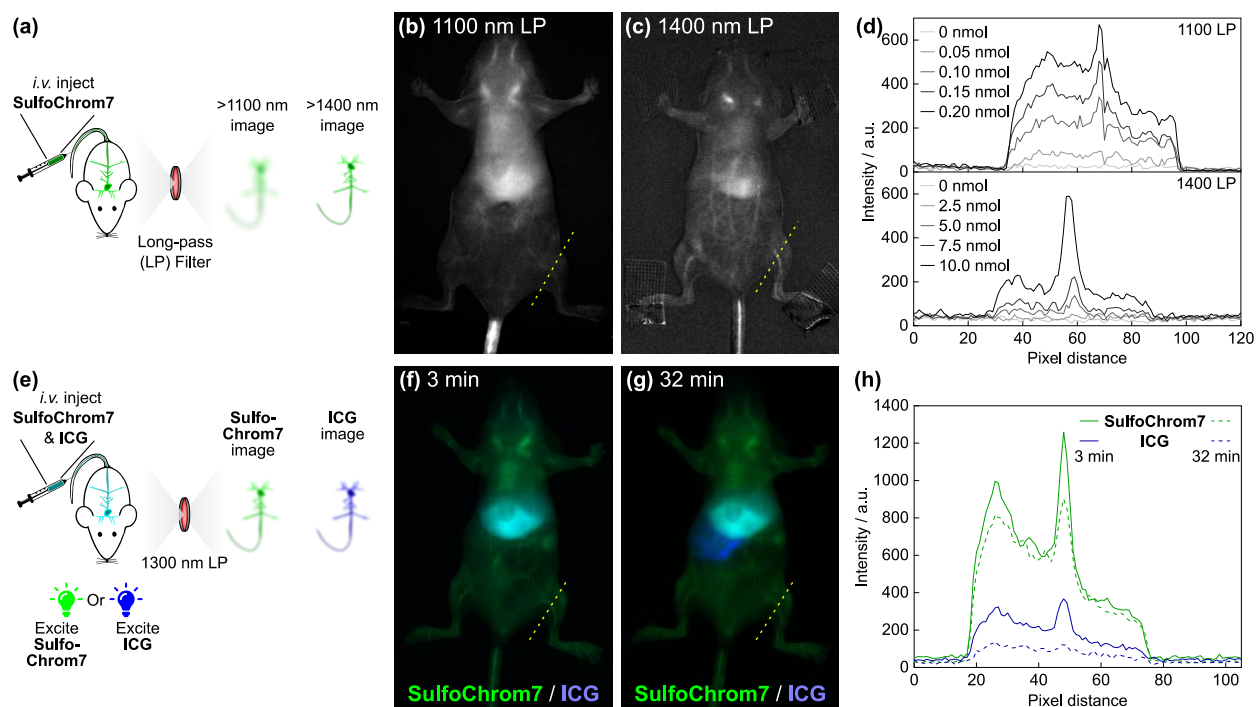 (a)
i.v. inject
SulfoChrom7
>1100 nm
image
>1400 nm
image
Long-pass
(LP) Filter
(b) 1100 nm LP
(c) 1400 nm LP
(d)
0 nmol
0.05 nmol
0.10 nmol
0.15 nmol
0.20 nmol
1100 LP
600
400
200
0
1400 LP
0 nmol
2.5 nmol
5.0 nmol
7.5 nmol
10.0 nmol
600
400
200
0
Intensity / a.u.
0 20 40 60 80 100 120
Pixel distance
(e)
i.v. inject
SulfoChrom7
& ICG
Sulfo-
Chrom7
image
ICG
image
1300 nm LP
Or
Excite
Sulfo-
Chrom7
Excite
ICG
(f) 3 min
SulfoChrom7 / ICG
(g) 32 min
SulfoChrom7 / ICG
(h)
SulfoChrom7
ICG
3 min
32 min
1400
1200
1000
800
600
400
200
0
Intensity / a.u.
0 20 40 60 80 100
Pixel distance